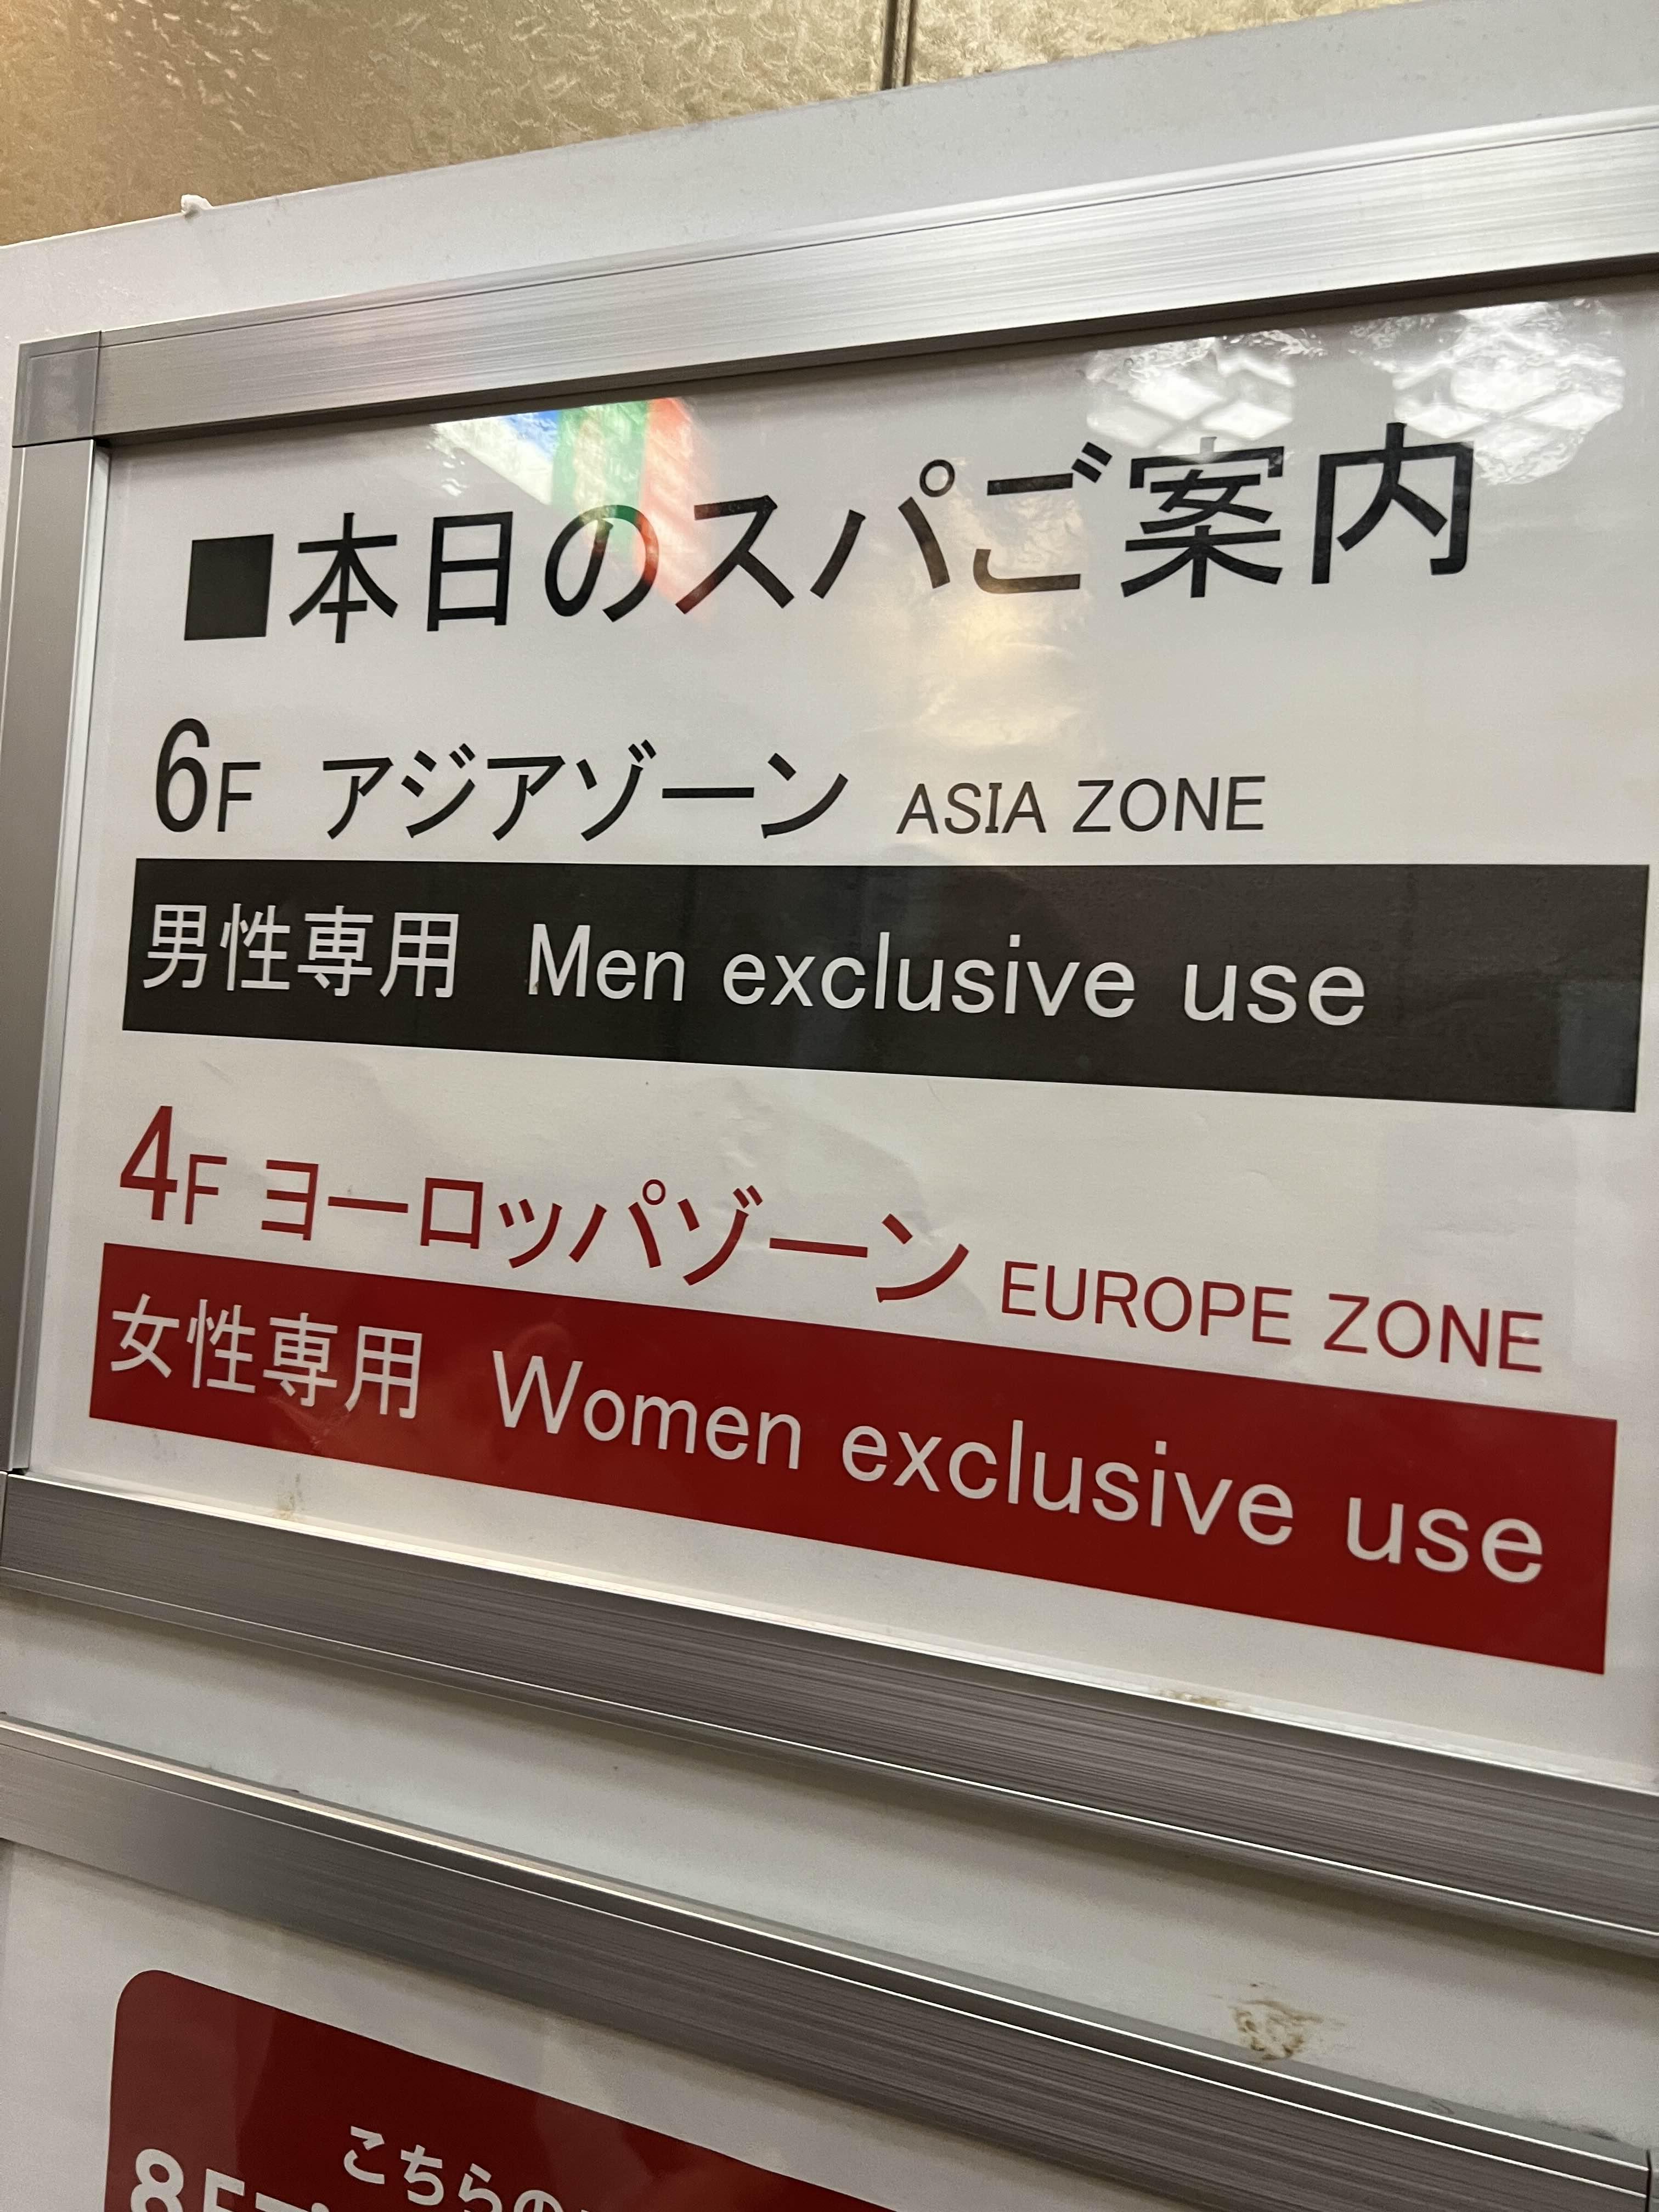 ■本日のスパご案内
6F アジアゾーン ASIA ZONE
男性専用 Men exclusive use
4F ヨーロッパゾーン EUROPE ZONE
女性専用 Women exclusive use
こちらの
8F